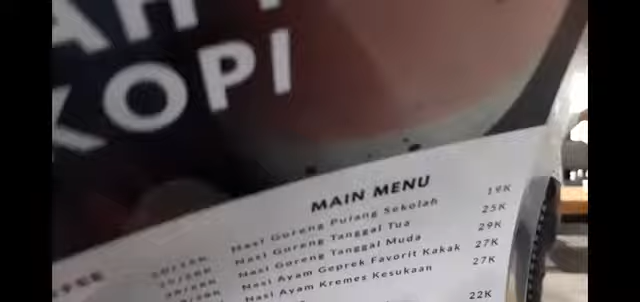 AH
KOPI
MAIN MENU
Nasi Goreng Pulang Sekolah 19K
Nasi Goreng Tanggal Tua 25K
Nasi Goreng Tanggal Muda 29K
Nasi Ayam Geprek Favorit Kakak 27K
Nasi Ayam Kremes Kesukaan 27K
22K